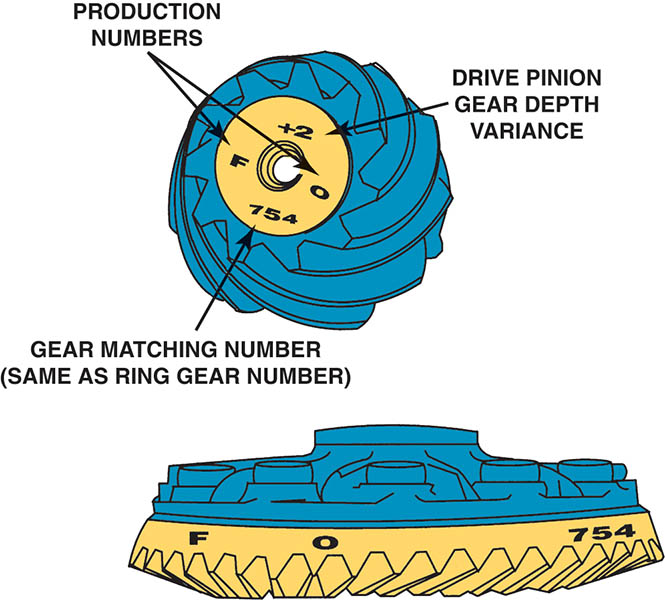 PRODUCTION
NUMBERS
DRIVE PINION
GEAR DEPTH
VARIANCE
+2
F
O
754
GEAR MATCHING NUMBER
(SAME AS RING GEAR NUMBER)
F
O
754